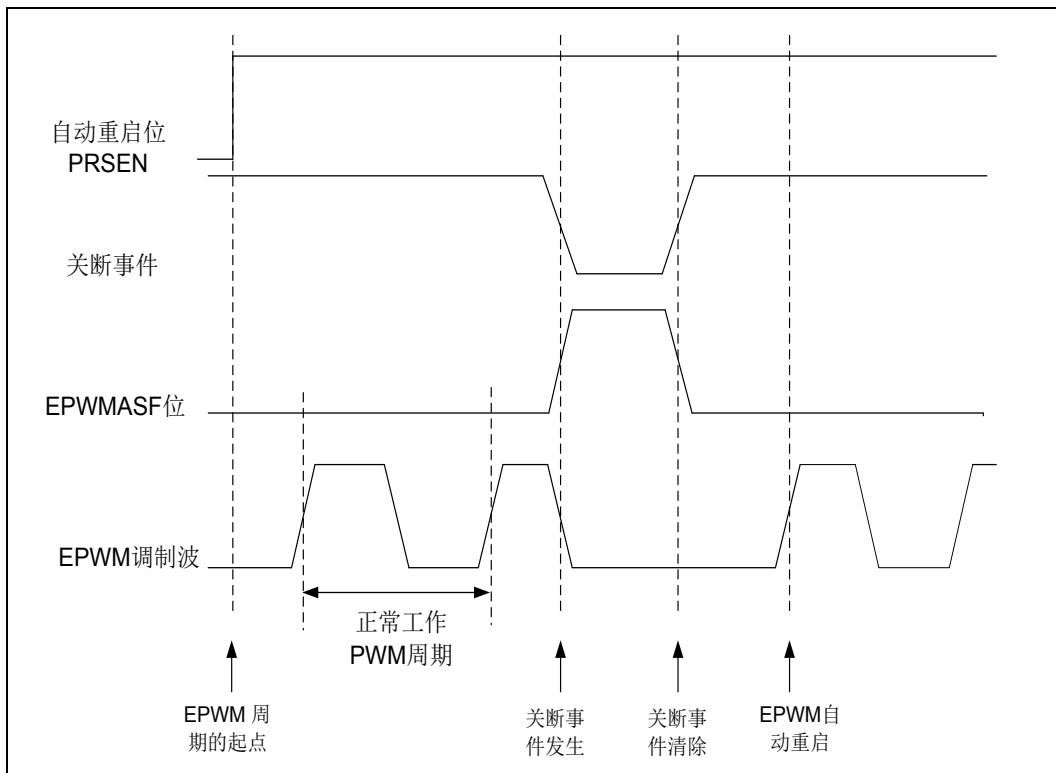 自动重启位
PRSEN
关断事件
EPWMASF位
EPWM调制波
正常工作
PWM周期
EPWM 周
期的起点
关断事
件发生
关断事
件清除
EPWM自
动重启